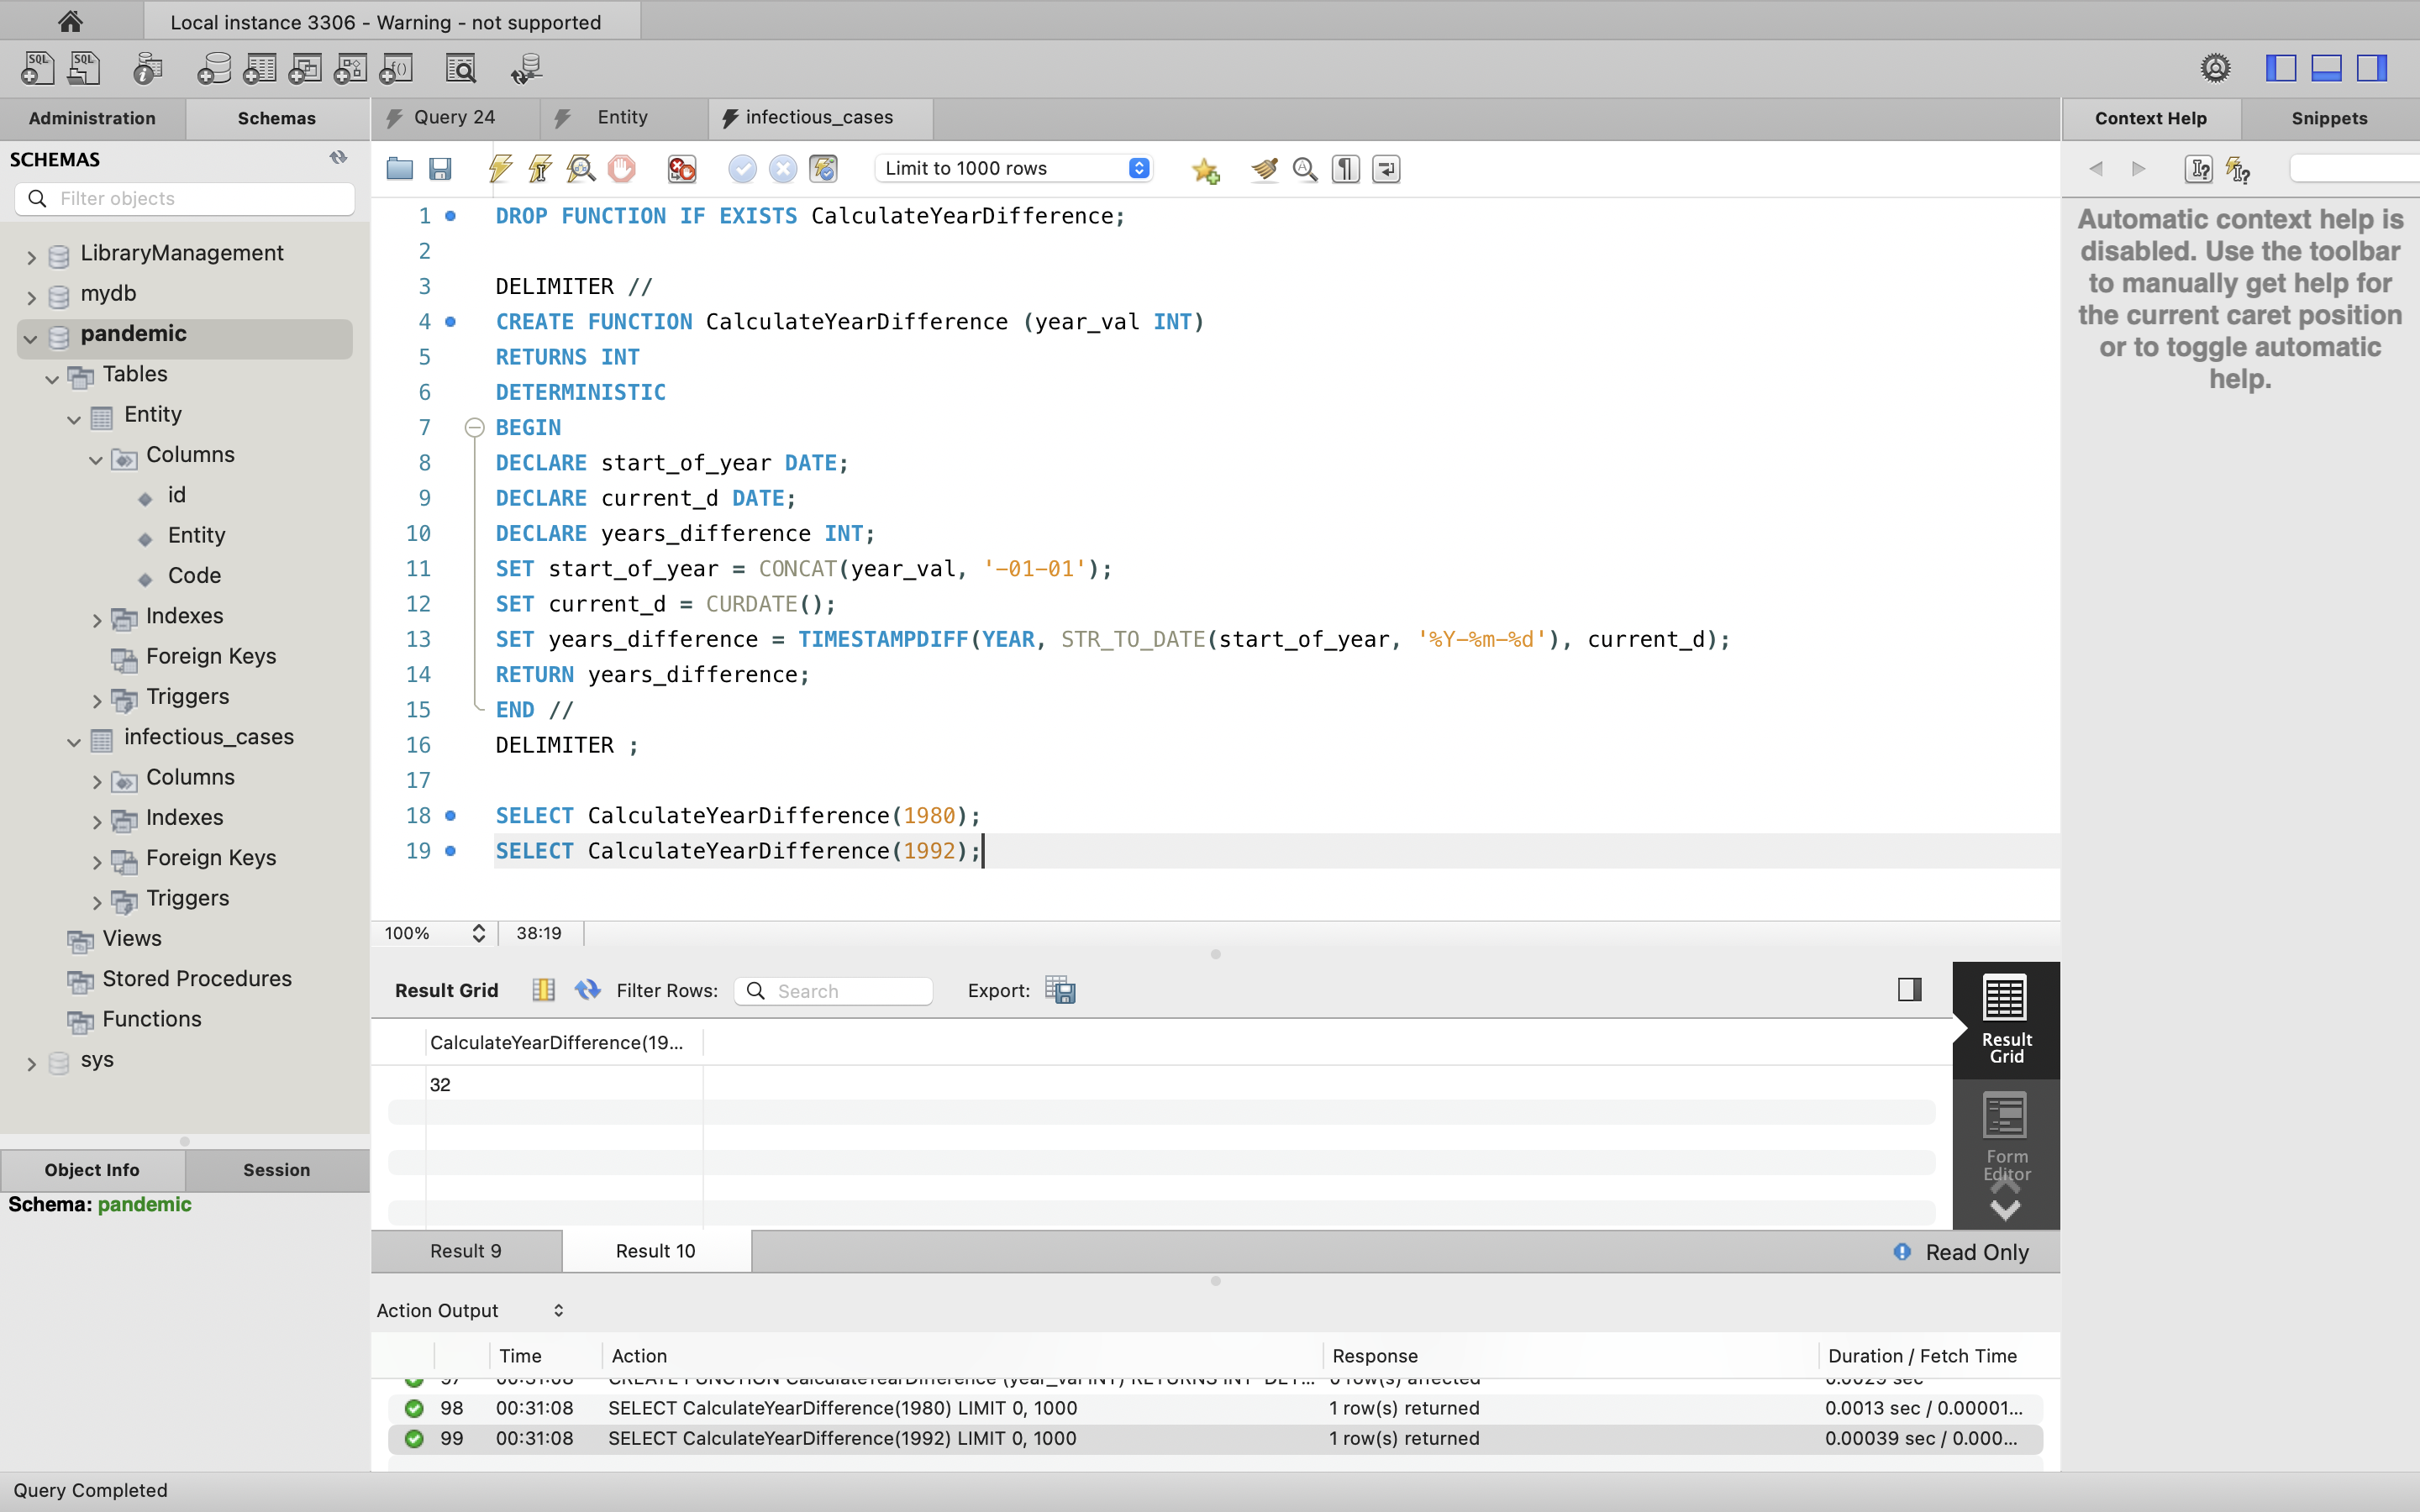 Local instance 3306 - Warning - not supported
Administration
Schemas
Query 24
Entity
infectious_cases
Context Help
Snippets
SCHEMAS
Filter objects
LibraryManagement
mydb
pandemic
Tables
Entity
Columns
id
Entity
Code
Indexes
Foreign Keys
Triggers
infectious_cases
Columns
Indexes
Foreign Keys
Triggers
Views
Stored Procedures
Functions
sys
Object Info
Session
Schema: pandemic
Limit to 1000 rows
1 DROP FUNCTION IF EXISTS CalculateYearDifference;
2
3 DELIMITER //
4 CREATE FUNCTION CalculateYearDifference (year_val INT)
5 RETURNS INT
6 DETERMINISTIC
7 BEGIN
8 DECLARE start_of_year DATE;
9 DECLARE current_d DATE;
10 DECLARE years_difference INT;
11 SET start_of_year = CONCAT(year_val, '-01-01');
12 SET current_d = CURDATE();
13 SET years_difference = TIMESTAMPDIFF(YEAR, STR_TO_DATE(start_of_year, '%Y-%m-%d'), current_d);
14 RETURN years_difference;
15 END //
16 DELIMITER ;
17
18 SELECT CalculateYearDifference(1980);
19 SELECT CalculateYearDifference(1992);
100%
38:19
Result Grid
Filter Rows:
Search
Export:
CalculateYearDifference(19...
32
Result
Grid
Form
Editor
Result 9
Result 10
Read Only
Action Output
Time Action Response Duration / Fetch Time
97 00:31:08 CREATE FUNCTION CalculateYearDifference (year_val INT) RETURNS INT DET... 0 row(s) affected 0.0029 sec
98 00:31:08 SELECT CalculateYearDifference(1980) LIMIT 0, 1000 1 row(s) returned 0.0013 sec / 0.00001...
99 00:31:08 SELECT CalculateYearDifference(1992) LIMIT 0, 1000 1 row(s) returned 0.00039 sec / 0.000...
Automatic context help is
disabled. Use the toolbar
to manually get help for
the current caret position
or to toggle automatic
help.
Query Completed